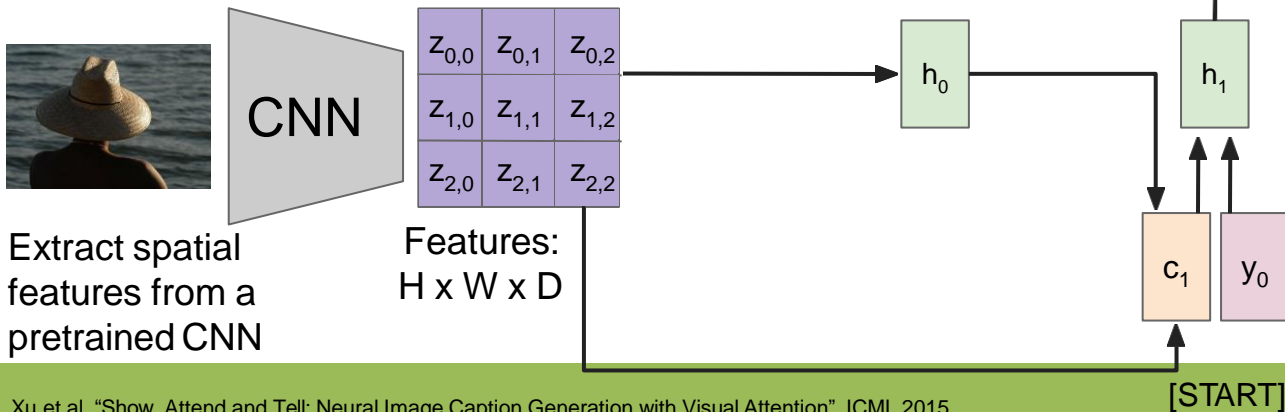 CNN
z0,0 z0,1 z0,2
z1,0 z1,1 z1,2
z2,0 z2,1 z2,2
h0
h1
Extract spatial
features from a
pretrained CNN
Features:
H x W x D
c1
y0
[START]
Xu et al, “Show, Attend and Tell: Neural Image Caption Generation with Visual Attention”, ICML 2015